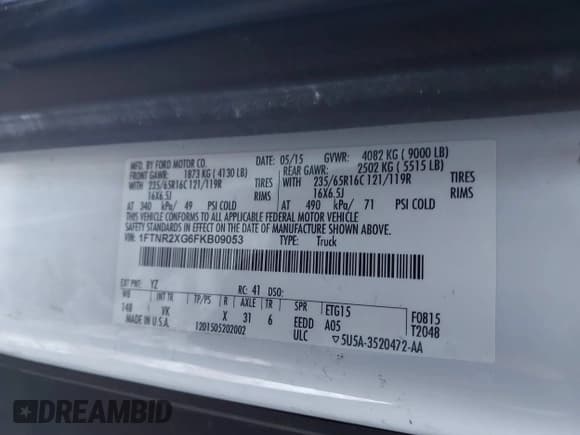 MFG. BY FORD MOTOR CO. DATE: 05/15 GVWR: 4082 KG ( 9000 LB)
FRONT GAWR: 1873 KG ( 4130 LB) REAR GAWR: 2502 KG ( 5515 LB)
WITH 235/65R16C 121/119R TIRES WITH 235/65R16C 121/119R TIRES
16X6.5J RIMS 16X6.5J RIMS
AT 340 kPa/ 49 PSI COLD AT 490 kPa/ 71 PSI COLD
THIS VEHICLE CONFORMS TO ALL APPLICABLE FEDERAL MOTOR VEHICLE
SAFETY STANDARDS IN EFFECT ON THE DATE OF MANUFACTURE SHOWN ABOVE.
VIN: 1FTNR2XG6FKB09053 TYPE: Truck
EXT PNT: YZ RC: 41 DSO:
WB INT TR TP/PS R AXLE TR SPR ETG15 F0815
148 VK X 31 6 EEDD A05 T2048
MADE IN U.S.A. 1201505202002 ULC ▽5U5A-3520472-AA
DREAMBID